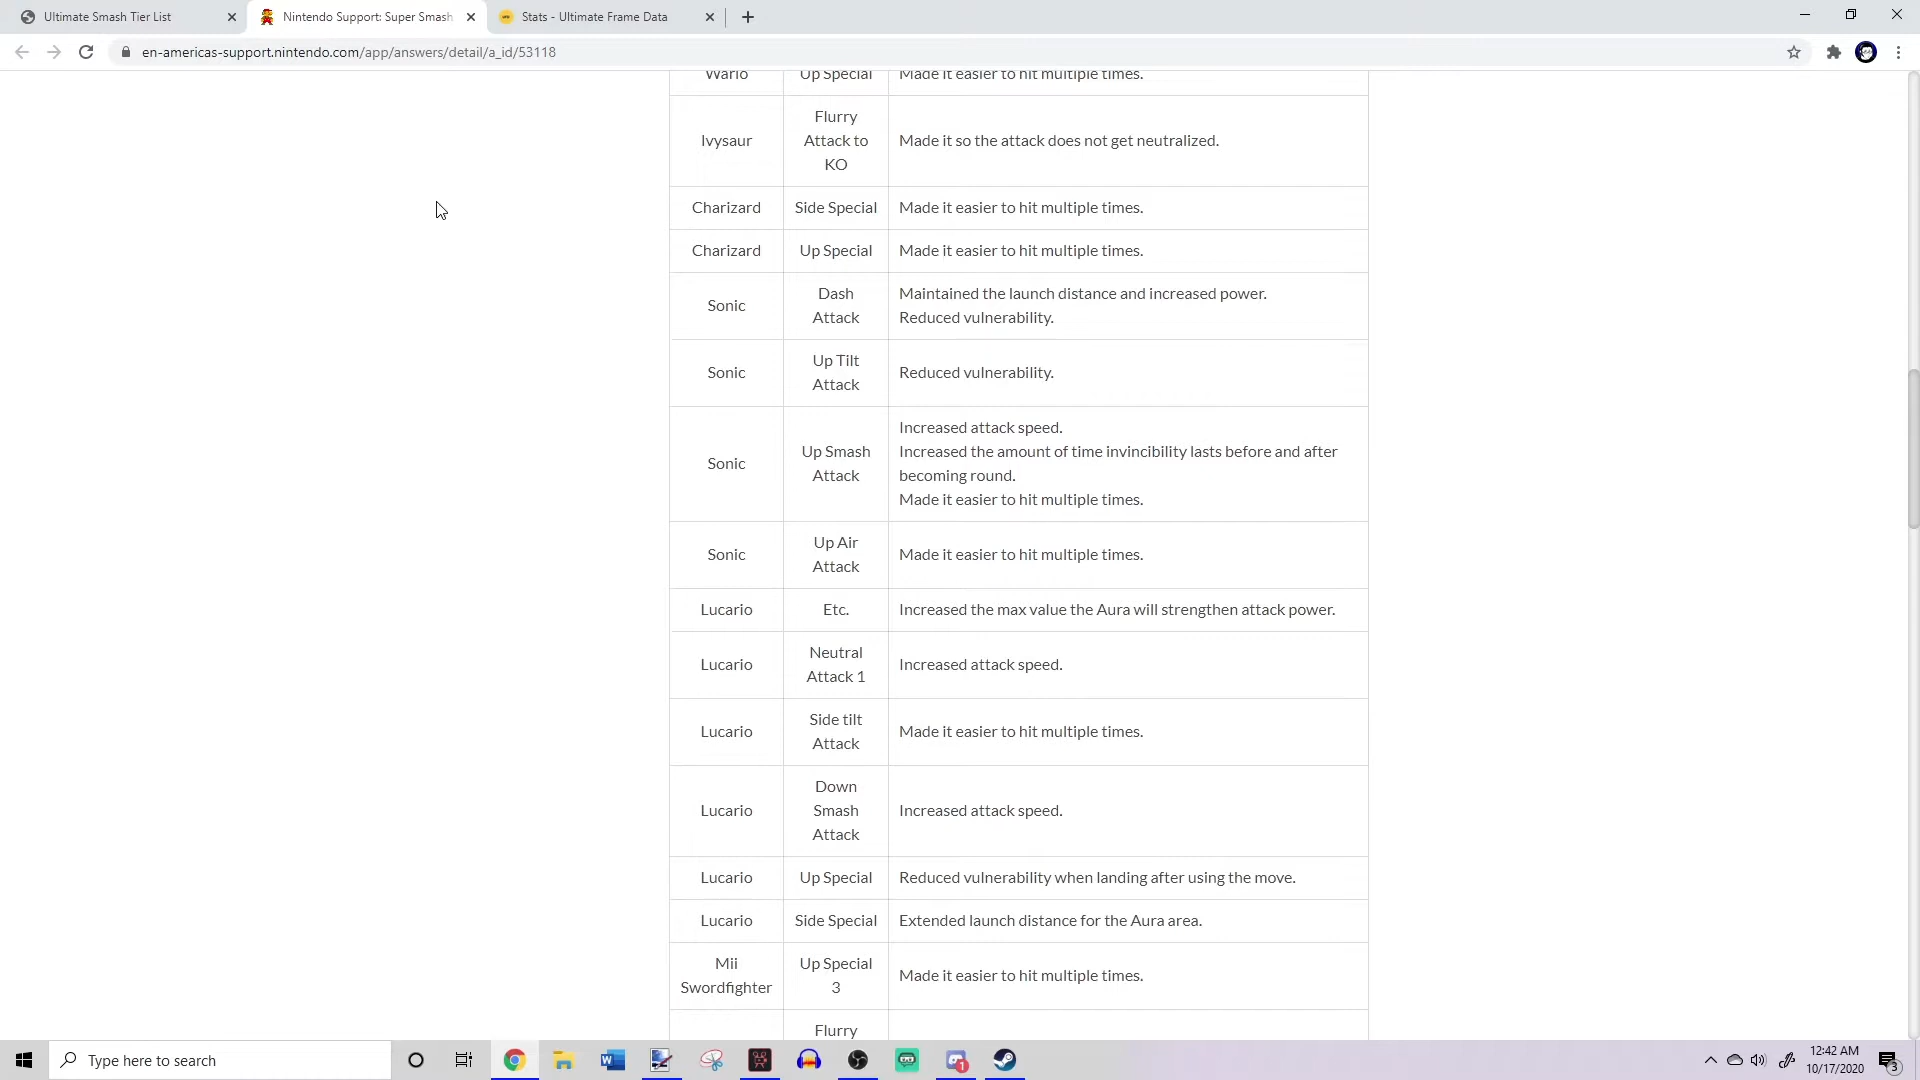 Ultimate Smash Tier List
Nintendo Support: Super Smash
Stats - Ultimate Frame Data
en-americas-support.nintendo.com/app/answers/detail/a_id/53118
Wario Up Special Made it easier to hit multiple times.
Flurry
Ivysaur Attack to Made it so the attack does not get neutralized.
KO
Charizard Side Special Made it easier to hit multiple times.
Charizard Up Special Made it easier to hit multiple times.
Sonic
Dash
Attack
Maintained the launch distance and increased power.
Reduced vulnerability.
Sonic
Up Tilt
Attack
Reduced vulnerability.
Sonic
Up Smash
Attack
Increased attack speed.
Increased the amount of time invincibility lasts before and after
becoming round.
Made it easier to hit multiple times.
Sonic
Up Air
Attack
Made it easier to hit multiple times.
Lucario Etc. Increased the max value the Aura will strengthen attack power.
Lucario
Neutral
Attack 1
Increased attack speed.
Lucario
Side tilt
Attack
Made it easier to hit multiple times.
Lucario
Down
Smash
Attack
Increased attack speed.
Lucario Up Special Reduced vulnerability when landing after using the move.
Lucario Side Special Extended launch distance for the Aura area.
Mii
Swordfighter
Up Special
3
Made it easier to hit multiple times.
Flurry
Type here to search
12:42 AM
10/17/2020
1
3